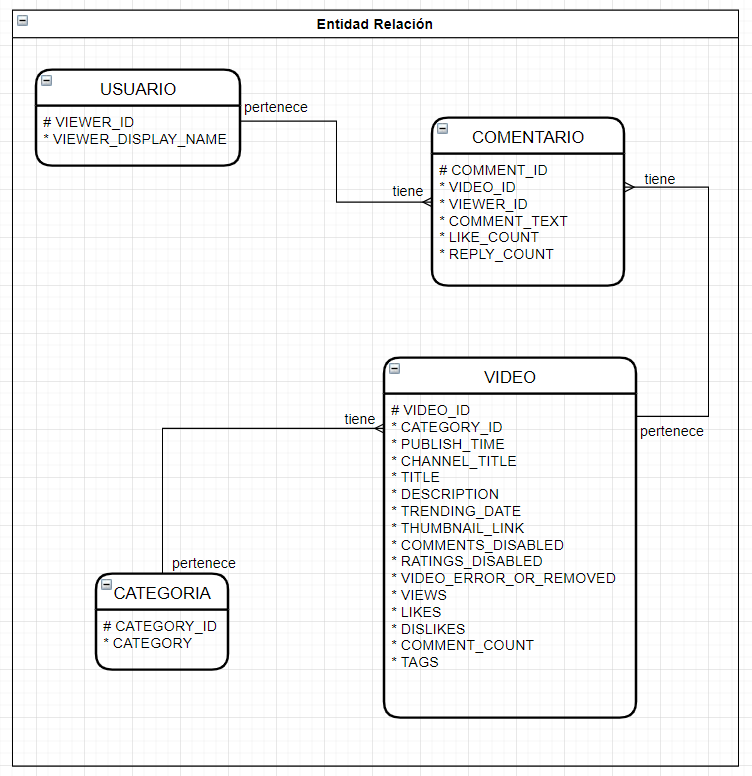 Entidad Relación
USUARIO
# VIEWER_ID
* VIEWER_DISPLAY_NAME
pertenece
tiene
COMENTARIO
# COMMENT_ID
* VIDEO_ID
* VIEWER_ID
* COMMENT_TEXT
* LIKE_COUNT
* REPLY_COUNT
tiene
VIDEO
# VIDEO_ID
* CATEGORY_ID
* PUBLISH_TIME
* CHANNEL_TITLE
* TITLE
* DESCRIPTION
* TRENDING_DATE
* THUMBNAIL_LINK
* COMMENTS_DISABLED
* RATINGS_DISABLED
* VIDEO_ERROR_OR_REMOVED
* VIEWS
* LIKES
* DISLIKES
* COMMENT_COUNT
* TAGS
pertenece
tiene
pertenece
CATEGORIA
# CATEGORY_ID
* CATEGORY